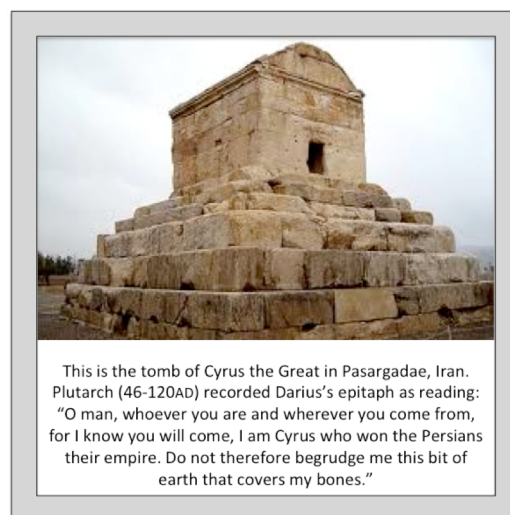 This is the tomb of Cyrus the Great in Pasargadae, Iran.
Plutarch (46-120AD) recorded Darius’s epitaph as reading:
“O man, whoever you are and wherever you come from,
for I know you will come, I am Cyrus who won the Persians
their empire. Do not therefore begrudge me this bit of
earth that covers my bones.”